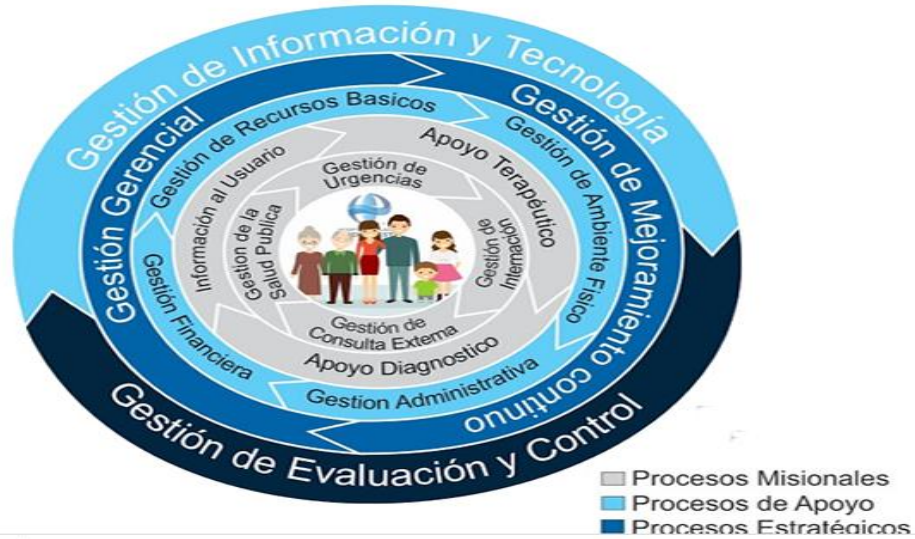 Gestión de Información y Tecnología
Gestión Gerencial
Gestión de Mejoramiento continuo
Gestión de Recursos Basicos
Gestión de Ambiente Físico
Información al Usuario
Apoyo Terapéutico
Gestión de
Urgencias
Gestión de la
Salud Publica
Gestión de
Internación
Gestión de
Consulta Externa
Apoyo Diagnostico
Gestión Financiera
Gestion Administrativa
Gestión de Evaluación y Control
Procesos Misionales
Procesos de Apoyo
Procesos Estratégicos